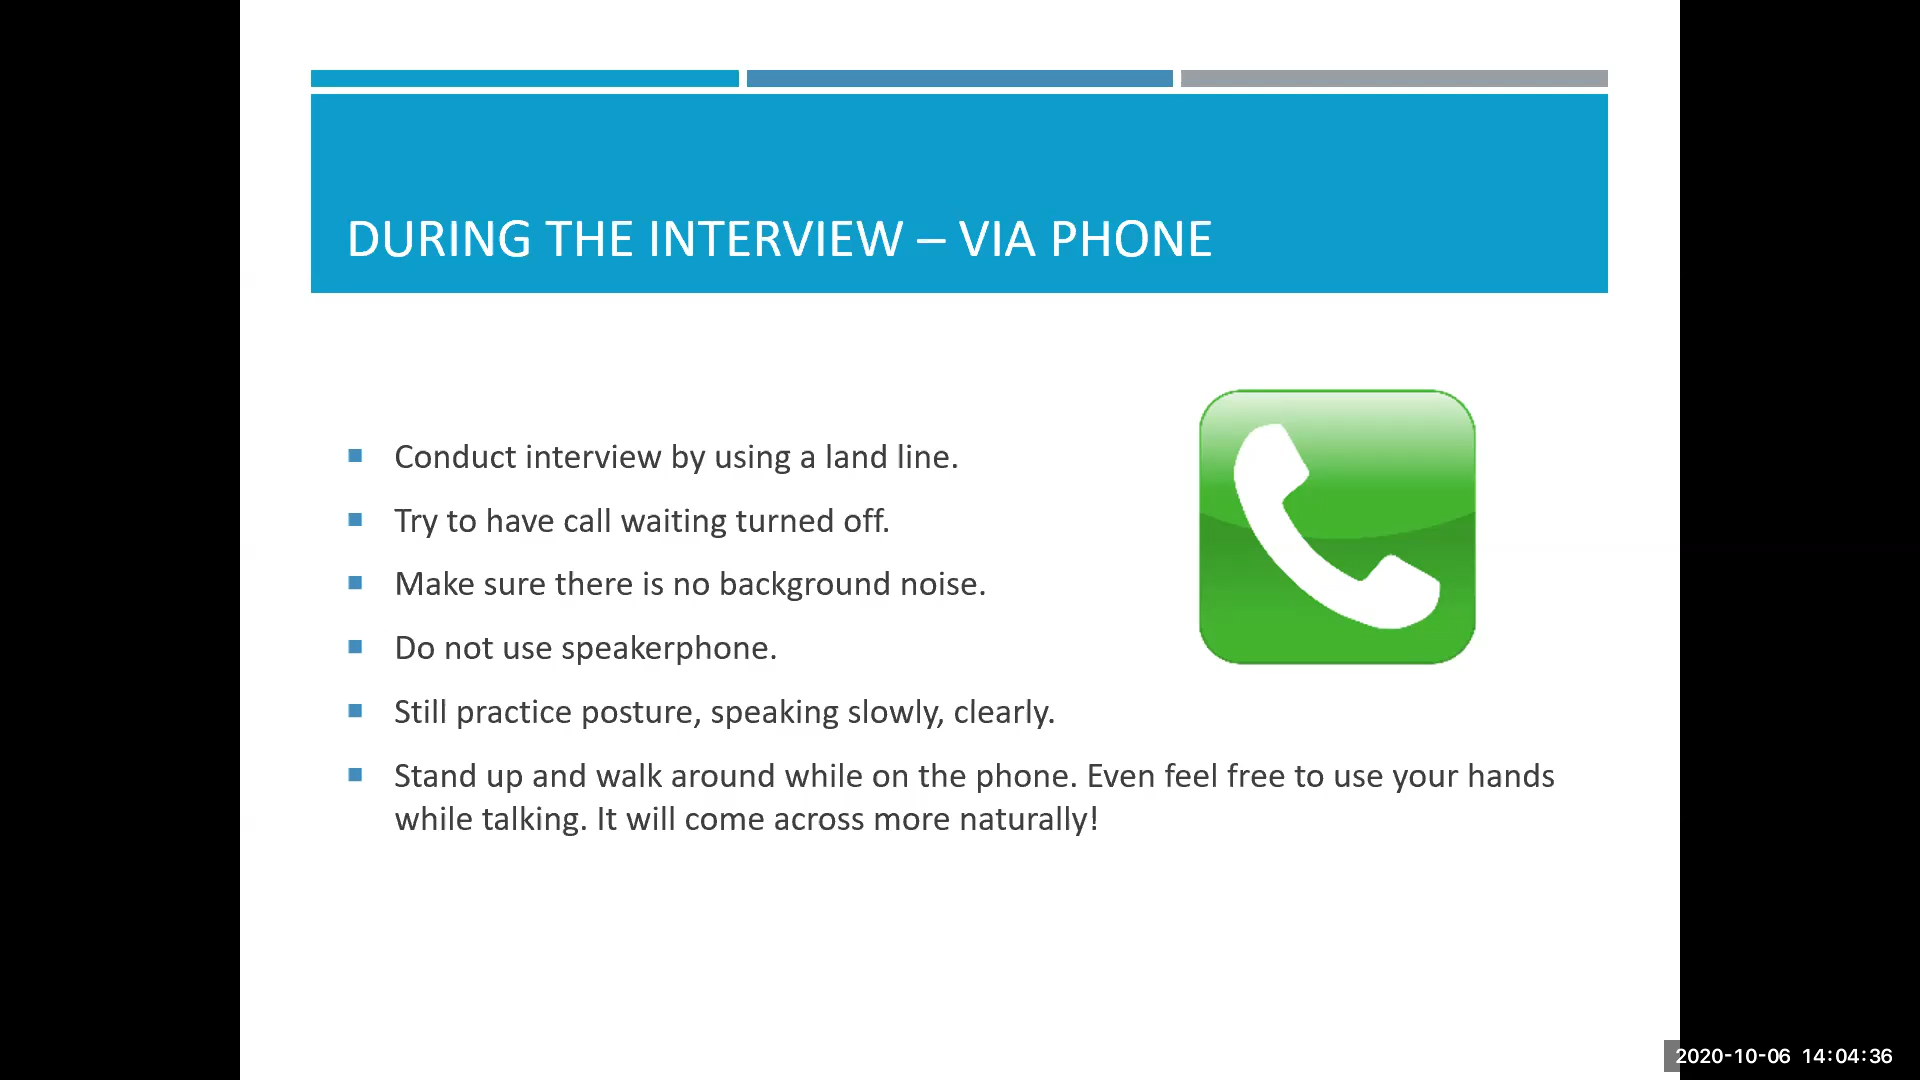 DURING THE INTERVIEW – VIA PHONE
Conduct interview by using a land line.
Try to have call waiting turned off.
Make sure there is no background noise.
Do not use speakerphone.
Still practice posture, speaking slowly, clearly.
Stand up and walk around while on the phone. Even feel free to use your hands
while talking. It will come across more naturally!
2020-10-06 14:04:36